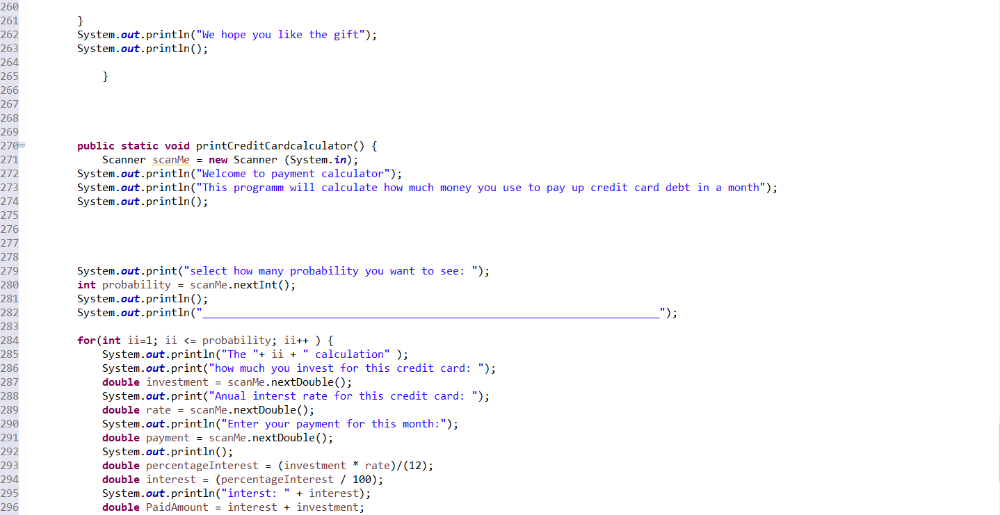 260
261 }
262 System.out.println("We hope you like the gift");
263 System.out.println();
264
265 }
266
267
268
269
270 public static void printCreditCardcalculator() {
271 Scanner scanMe = new Scanner (System.in);
272 System.out.println("Welcome to payment calculator");
273 System.out.println("This programm will calculate how much money you use to pay up credit card debt in a month");
274 System.out.println();
275
276
277
278
279 System.out.print("select how many probability you want to see: ");
280 int probability = scanMe.nextInt();
281 System.out.println();
282 System.out.println("_________________________________________________________________________");
283
284 for(int ii=1; ii <= probability; ii++ ) {
285 System.out.println("The "+ ii + " calculation" );
286 System.out.print("how much you invest for this credit card: ");
287 double investment = scanMe.nextDouble();
288 System.out.print("Anual interst rate for this credit card: ");
289 double rate = scanMe.nextDouble();
290 System.out.println("Enter your payment for this month:");
291 double payment = scanMe.nextDouble();
292 System.out.println();
293 double percentageInterest = (investment * rate)/(12);
294 double interest = (percentageInterest / 100);
295 System.out.println("interst: " + interest);
296 double PaidAmount = interest + investment;